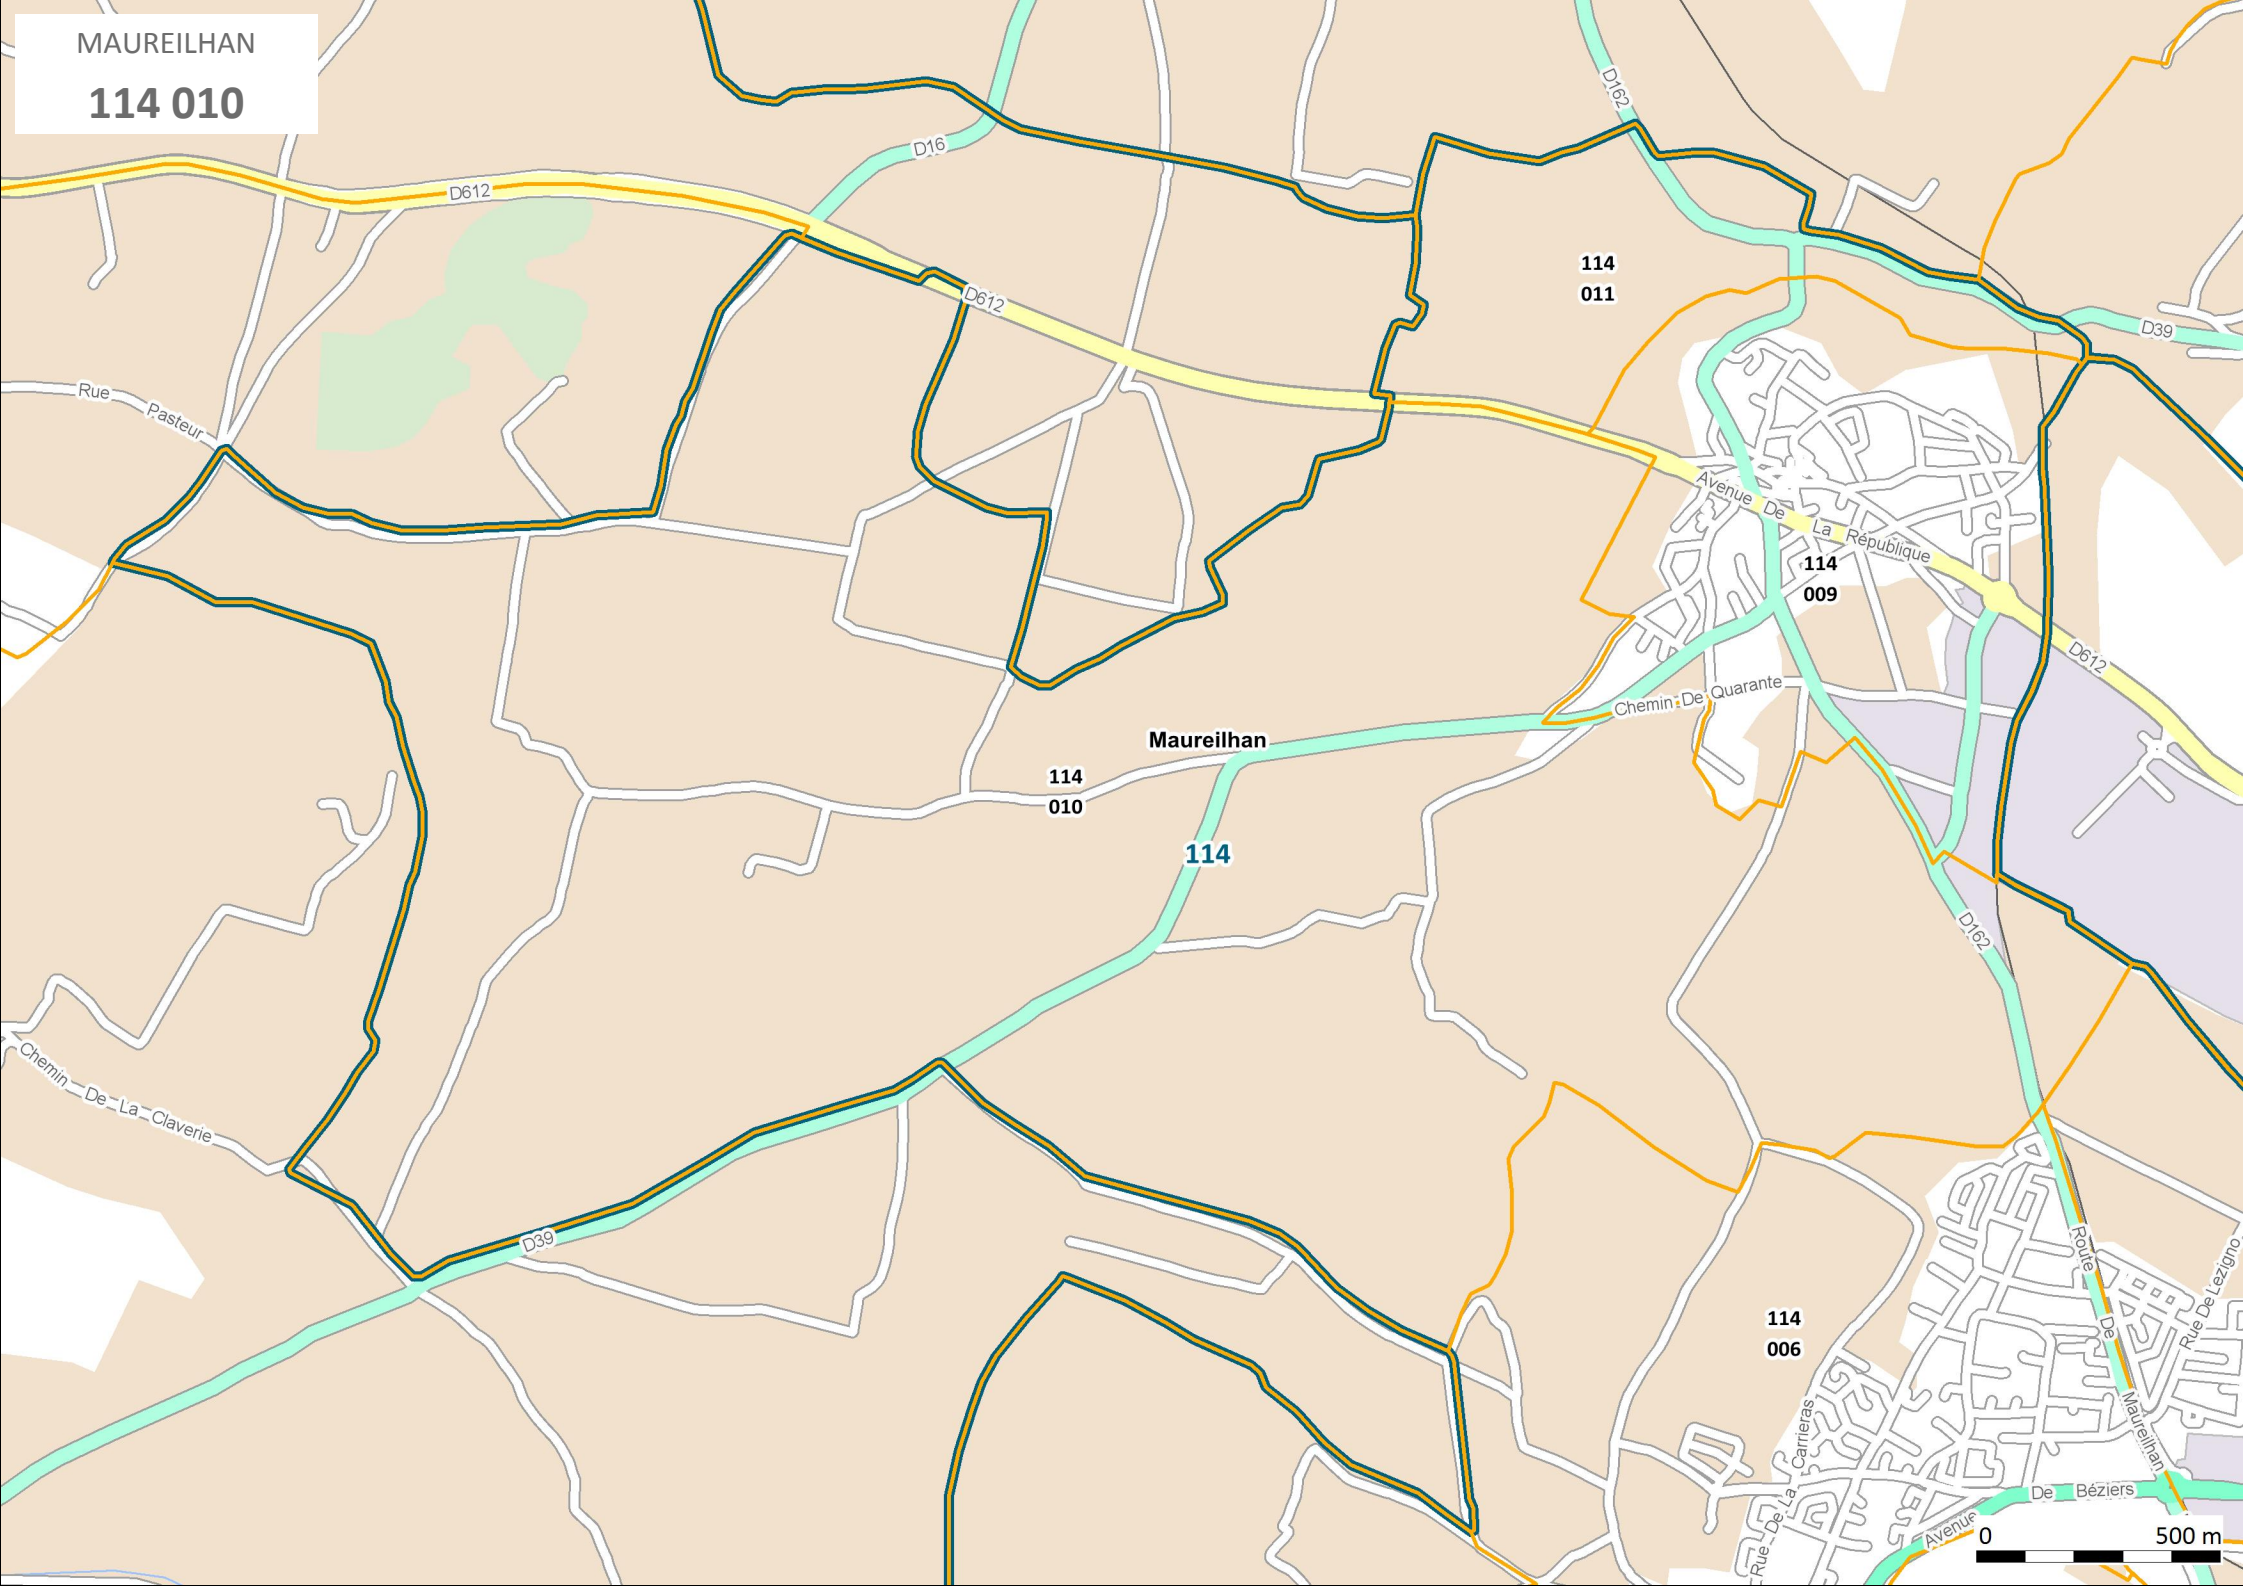 MAUREILHAN
114 010
D162
D16
D612
114
011
D612
D39
Rue
Pasteur
Avenue De La République
114
009
D612
Chemin De Quarante
Maureilhan
114
010
114
D162
Chemin De La Claverie
D39
Route De Maureilhan
Rue De Lezigno
114
006
Rue De La Carrieras
Avenue De Béziers
0 500 m